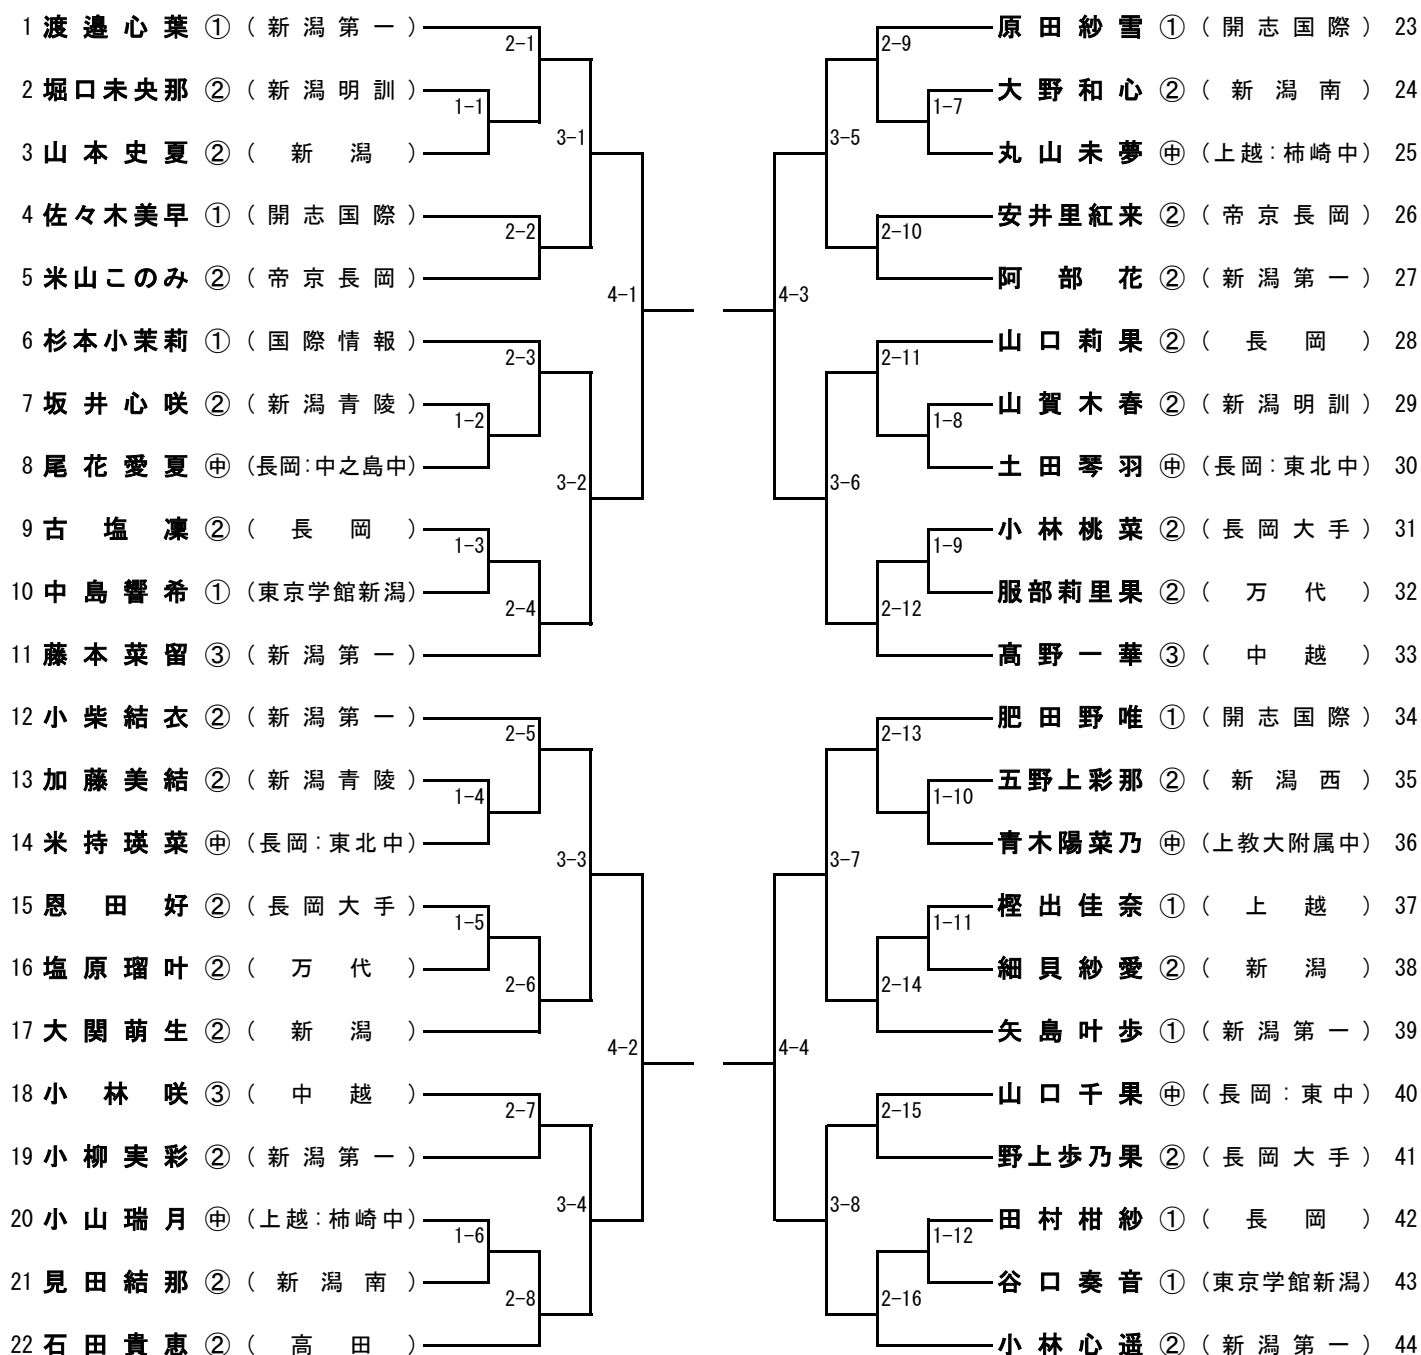 1 渡邉心葉 ① (新潟第一)
2-1
2 堀口未央那 ② (新潟明訓)
1-1
3 山本史夏 ② (新潟)
3-1
4 佐々木美早 ① (開志国際)
2-2
5 米山このみ ② (帝京長岡)
4-1
6 杉本小茉莉 ① (国際情報)
2-3
7 坂井心咲 ② (新潟青陵)
1-2
8 尾花愛夏 ㊥ (長岡:中之島中)
3-2
9 古塩凜 ② (長岡)
1-3
10 中島響希 ① (東京学館新潟)
2-4
11 藤本菜留 ③ (新潟第一)
12 小柴結衣 ② (新潟第一)
2-5
13 加藤美結 ② (新潟青陵)
1-4
14 米持瑛菜 ㊥ (長岡:東北中)
3-3
15 恩田好 ② (長岡大手)
1-5
16 塩原瑠叶 ② (万代)
2-6
17 大関萌生 ② (新潟)
4-2
18 小林咲 ③ (中越)
2-7
19 小柳実彩 ② (新潟第一)
3-4
20 小山瑞月 ㊥ (上越:柿崎中)
1-6
21 見田結那 ② (新潟南)
2-8
22 石田貴恵 ② (高田)
原田紗雪 ① (開志国際) 23
2-9
大野和心 ② (新潟南) 24
1-7
丸山未夢 ㊥ (上越:柿崎中) 25
3-5
安井里紅来 ② (帝京長岡) 26
2-10
阿部花 ② (新潟第一) 27
4-3
山口莉果 ② (長岡) 28
2-11
山賀木春 ② (新潟明訓) 29
1-8
土田琴羽 ㊥ (長岡:東北中) 30
3-6
小林桃菜 ② (長岡大手) 31
1-9
服部莉里果 ② (万代) 32
2-12
髙野一華 ③ (中越) 33
肥田野唯 ① (開志国際) 34
2-13
五野上彩那 ② (新潟西) 35
1-10
青木陽菜乃 ㊥ (上教大附属中) 36
3-7
樫出佳奈 ① (上越) 37
1-11
細貝紗愛 ② (新潟) 38
2-14
矢島叶歩 ① (新潟第一) 39
4-4
山口千果 ㊥ (長岡:東中) 40
2-15
野上歩乃果 ② (長岡大手) 41
3-8
田村柑紗 ① (長岡) 42
1-12
谷口奏音 ① (東京学館新潟) 43
2-16
小林心遥 ② (新潟第一) 44